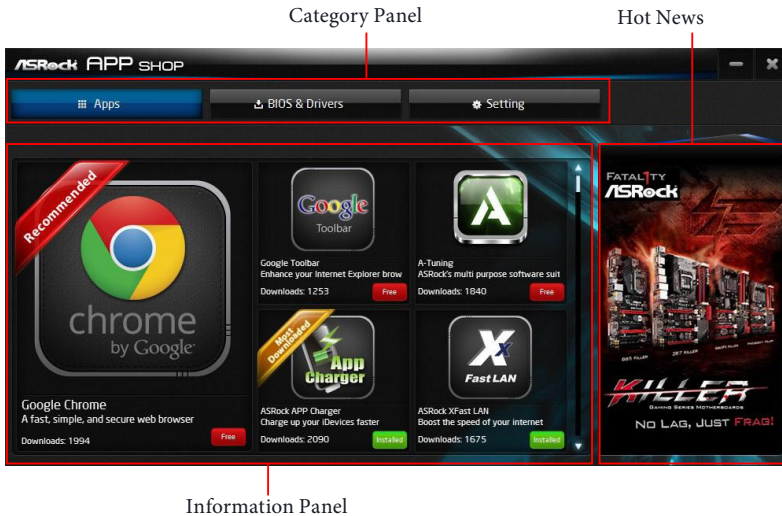 Category Panel
Hot News
ASRock APP SHOP
Apps
BIOS & Drivers
Setting
Recommended
chrome
by Google
Google Chrome
A fast, simple, and secure web browser
Downloads: 1994
Free
Google
Toolbar
Google Toolbar
Enhance your Internet Explorer brow
Downloads: 1253
Free
A
A-Tuning
ASRock's multi purpose software suit
Downloads: 1840
Free
Most
Downloaded
App
Charger
ASRock APP Charger
Charge up your iDevices faster
Downloads: 2090
Installed
X
Fast LAN
ASRock XFast LAN
Boost the speed of your internet
Downloads: 1675
Installed
FATAL1TY
ASRock
Z87 KILLER
KILLER
GAMING SERIES MOTHERBOARDS
NO LAG, JUST FRAG!
Information Panel